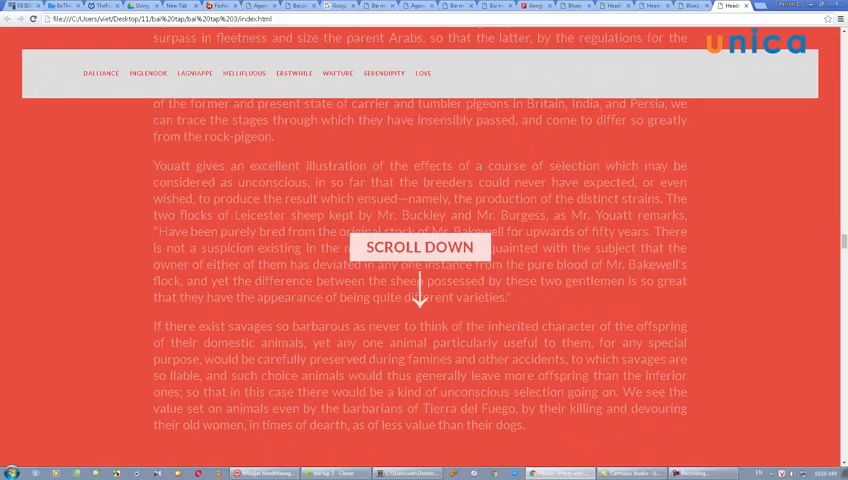 file:///C:/Users/viet/Desktop/11/bai%20tap/bai%20tap%203/index.html
surpass in fleetness and size the parent Arabs, so that the latter, by the regulations for the
unica
DALLIANCE INGLENOOK LAGNIAPPE MELLIFLUOUS ERSTWHILE WAFTURE SERENDIPITY LOVE
of the former and present state of carrier and tumbler pigeons in Britain, India, and Persia, we
can trace the stages through which they have insensibly passed, and come to differ so greatly
from the rock-pigeon.
Youatt gives an excellent illustration of the effects of a course of selection which may be
considered as unconscious, in so far that the breeders could never have expected, or even
wished, to produce the result which ensued—namely, the production of the distinct strains. The
two flocks of Leicester sheep kept by Mr. Buckley and Mr. Burgess, as Mr. Youatt remarks,
"Have been purely bred from the original stock of Mr. Bakewell for upwards of fifty years. There
is not a suspicion existing in the quainted with the subject that the
SCROLL DOWN
owner of either of them has deviated in any one instance from the pure blood of Mr. Bakewell's
flock, and yet the difference between the sheep possessed by these two gentlemen is so great
that they have the appearance of being quite different varieties."
If there exist savages so barbarous as never to think of the inherited character of the offspring
of their domestic animals, yet any one animal particularly useful to them, for any special
purpose, would be carefully preserved during famines and other accidents, to which savages are
so liable, and such choice animals would thus generally leave more offspring than the inferior
ones; so that in this case there would be a kind of unconscious selection going on. We see the
value set on animals even by the barbarians of Tierra del Fuego, by their killing and devouring
their old women, in times of dearth, as of less value than their dogs.
EN 10:10 AM